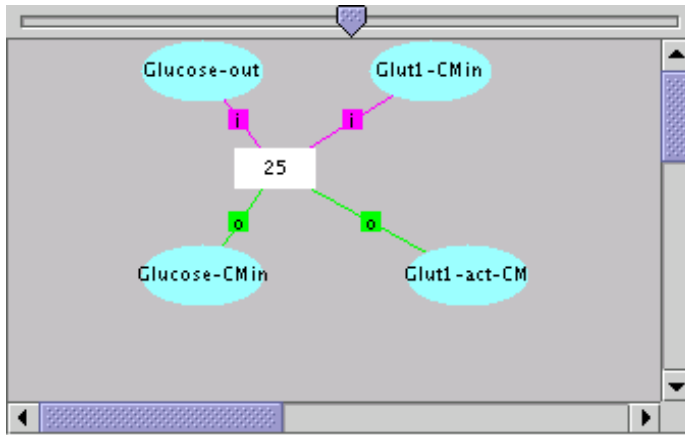 Glucose-out Glut1-CMin
i i
25
o o
Glucose-CMin Glut1-act-CM